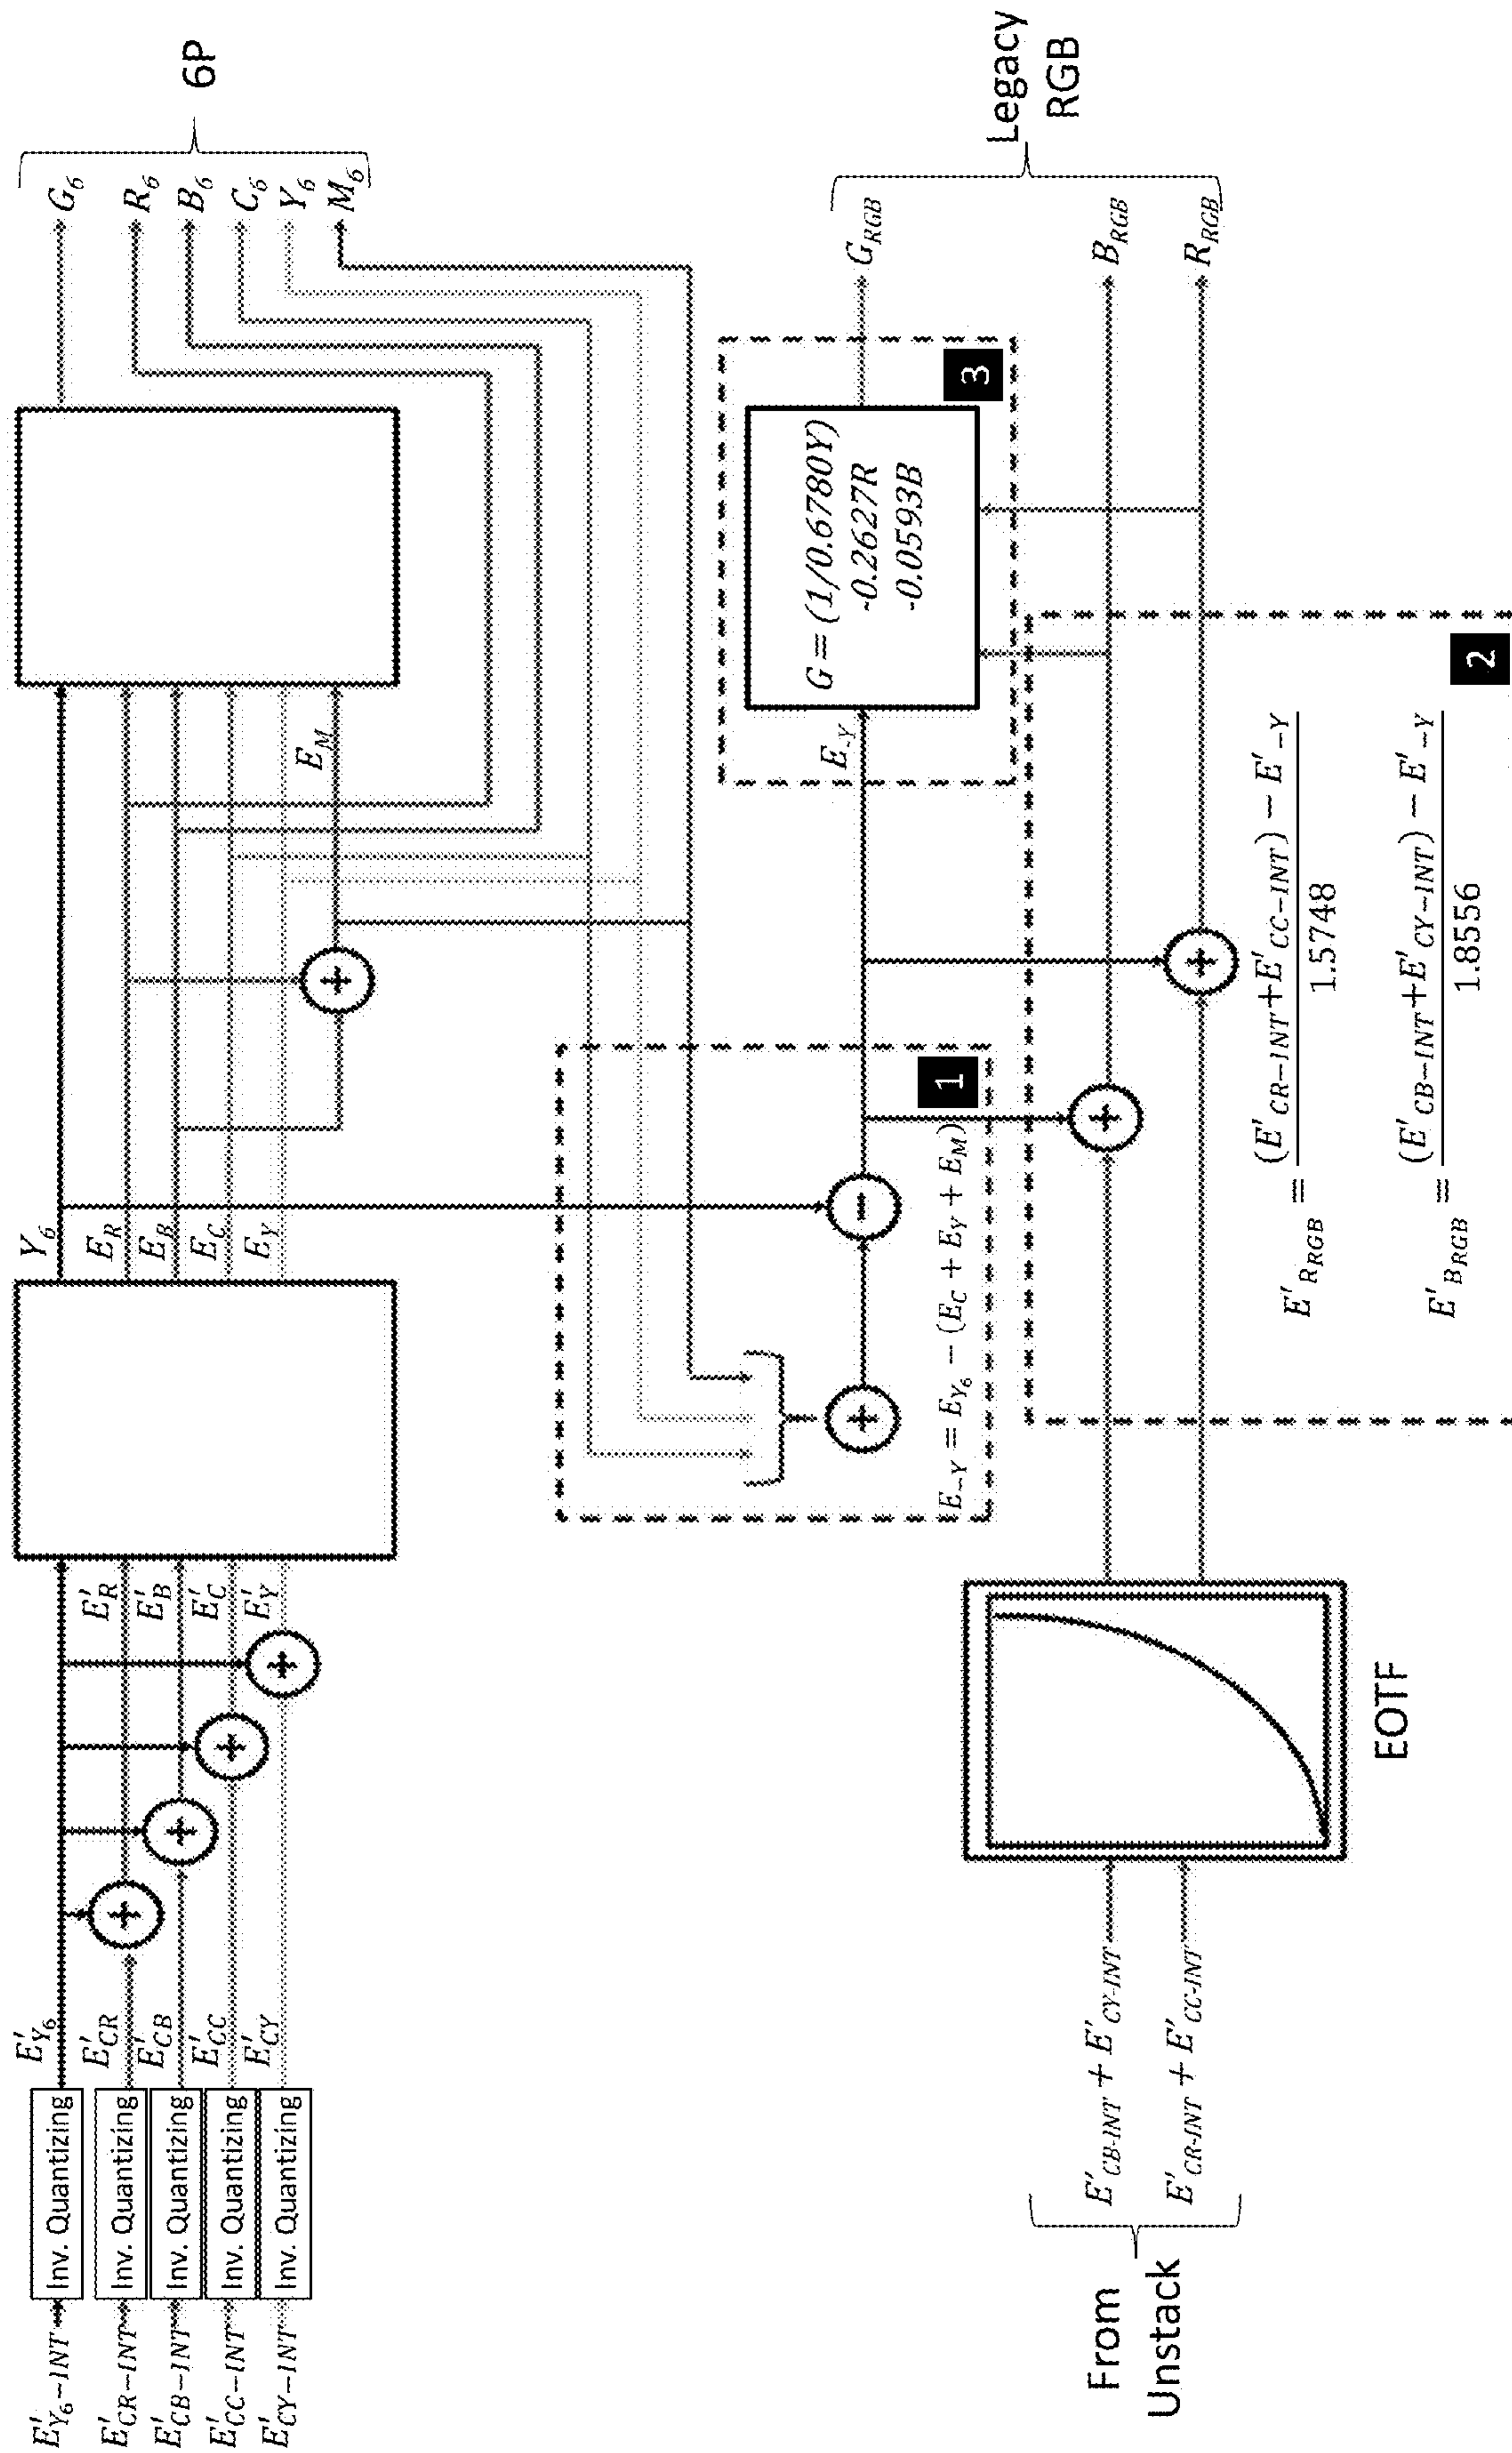 E'Y6-INT
Inv. Quantizing
E'Y6
Y6
G6
E'CR-INT
Inv. Quantizing
E'CR
E'R
ER
R6
E'CB-INT
Inv. Quantizing
E'CB
E'B
EB
B6
E'CC-INT
Inv. Quantizing
E'CC
E'C
EC
C6
E'CY-INT
Inv. Quantizing
E'CY
E'Y
EY
Y6
EM
M6
6P
+
+
+
+
+
+
−
E-Y = EY6 − (EC + EY + EM)
1
E-Y
G = (1/0.6780Y)
-0.2627R
-0.0593B
3
GRGB
From
Unstack
E'CB-INT + E'CY-INT
E'CR-INT + E'CC-INT
EOTF
+
+
BRGB
RRGB
Legacy
RGB
E'RRGB = (E'CR-INT+E'CC-INT) − E'-Y
1.5748
E'BRGB = (E'CB-INT+E'CY-INT) − E'-Y
1.8556
2